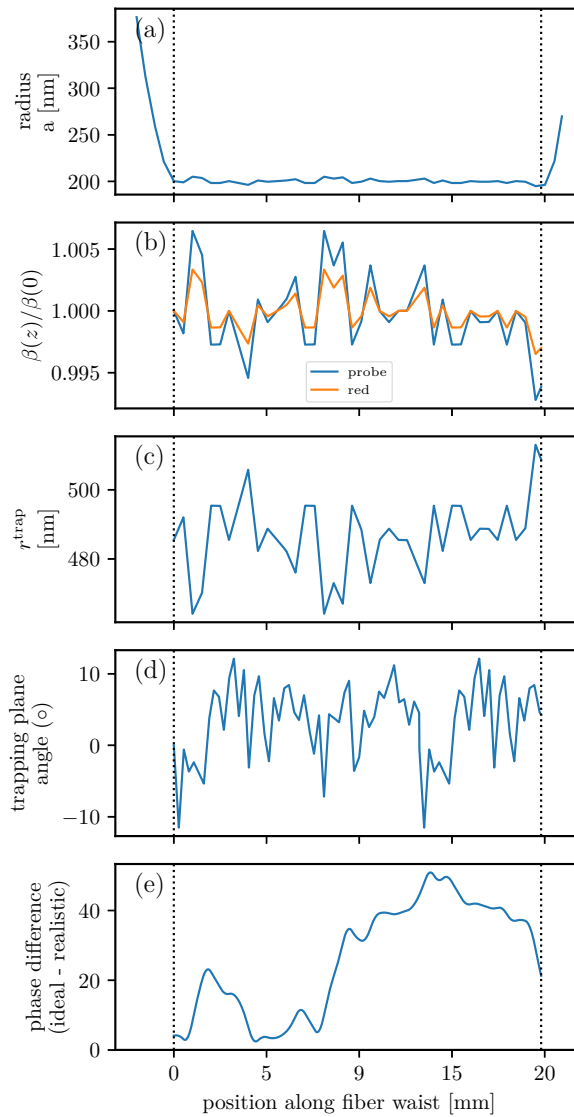 (a)
350
300
250
200
radius
a [nm]
(b)
1.005
1.000
0.995
β(z)/β(0)
probe
red
(c)
500
480
r^trap
[nm]
(d)
10
0
−10
trapping plane
angle (∘)
(e)
40
20
0
phase difference
(ideal - realistic)
0 5 9 15 20
position along fiber waist [mm]